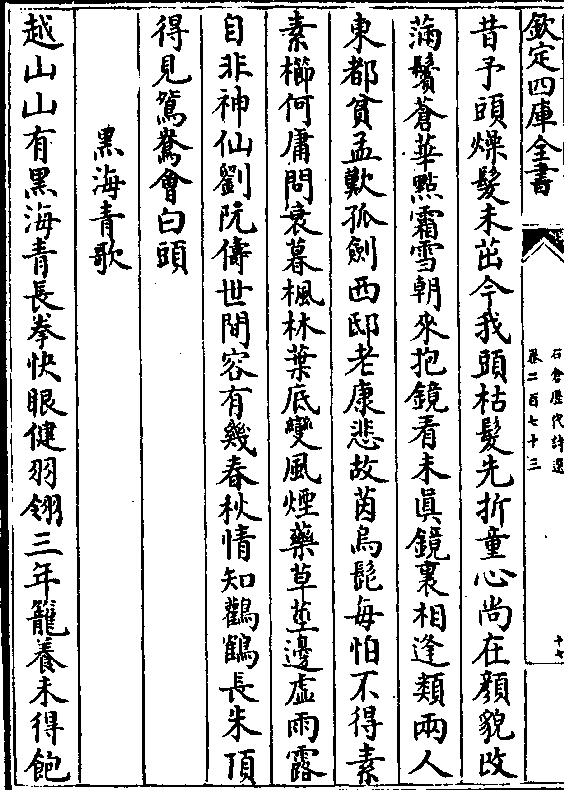 欽定四庫全書
石倉歷代詩選
卷二百七十三
十七
昔予頭燥髮未茁今我頭枯髮先折童心尚在顔貌改
滿鬢蒼華點霜雪朝來抱鏡看未真鏡裏相逢類兩人
東都貧孟歎孤劍西邸老康悲故茵烏髭每怕不得素
素櫛何庸問衰暮楓林葉底變風煙藥草莖邊虛雨露
自非神仙劉阮儔世間容有幾春秋情知鸛鶴長朱頂
得見鴛鴦會白頭
黒海青歌
越山山有黒海青長拳快眼健羽翎三年籠養未得飽